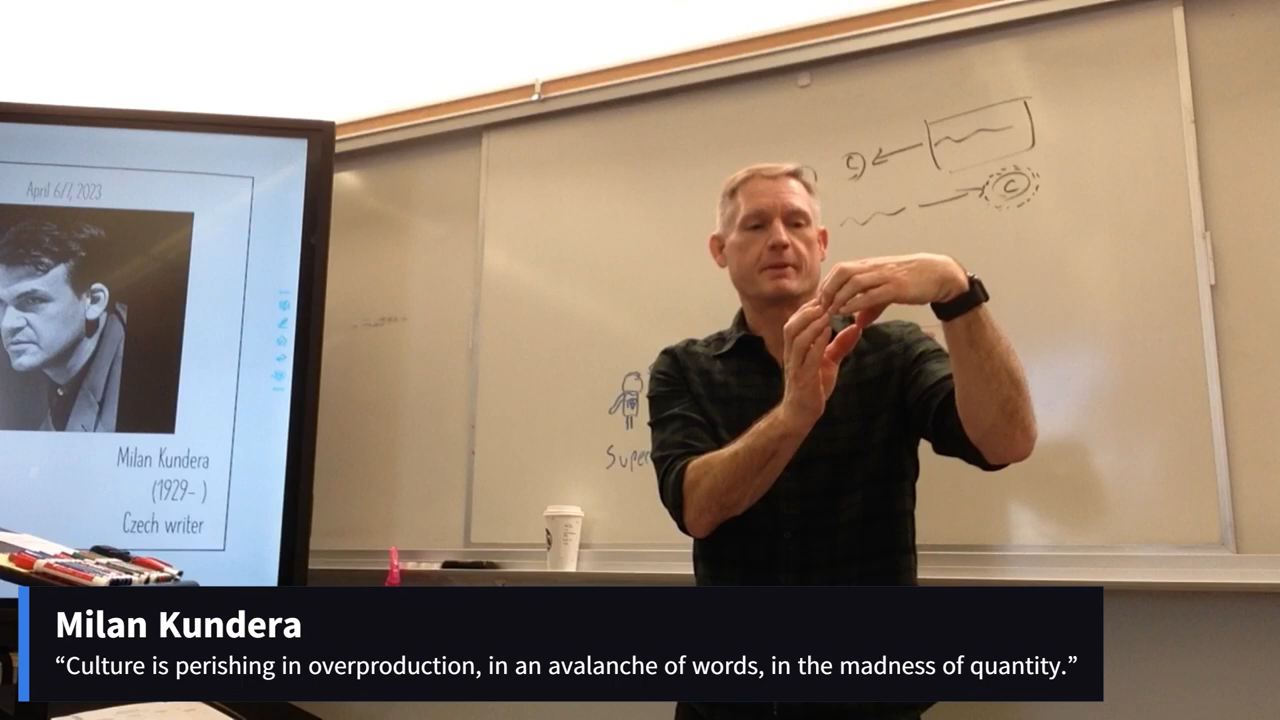 April 6/7, 2023
Milan Kundera
(1929- )
Czech writer
C
C
Milan Kundera
“Culture is perishing in overproduction, in an avalanche of words, in the madness of quantity.”